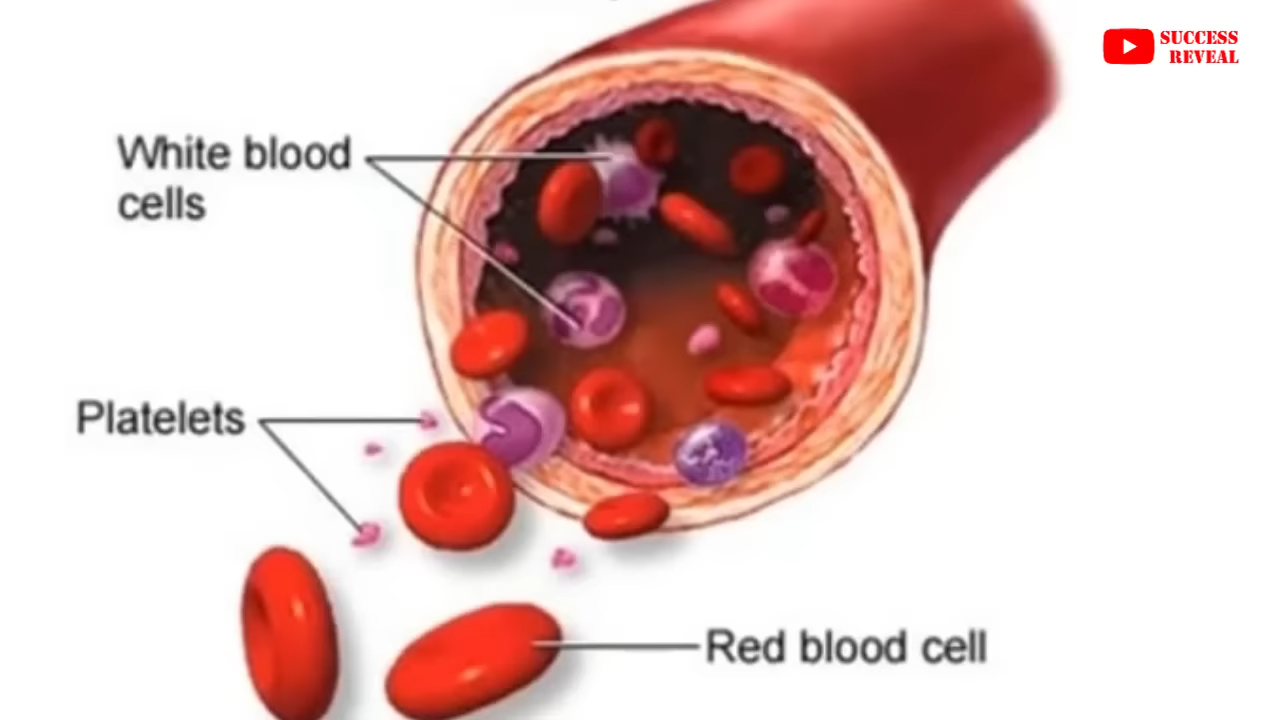 SUCCESS
REVEAL
White blood
cells
Platelets
Red blood cell